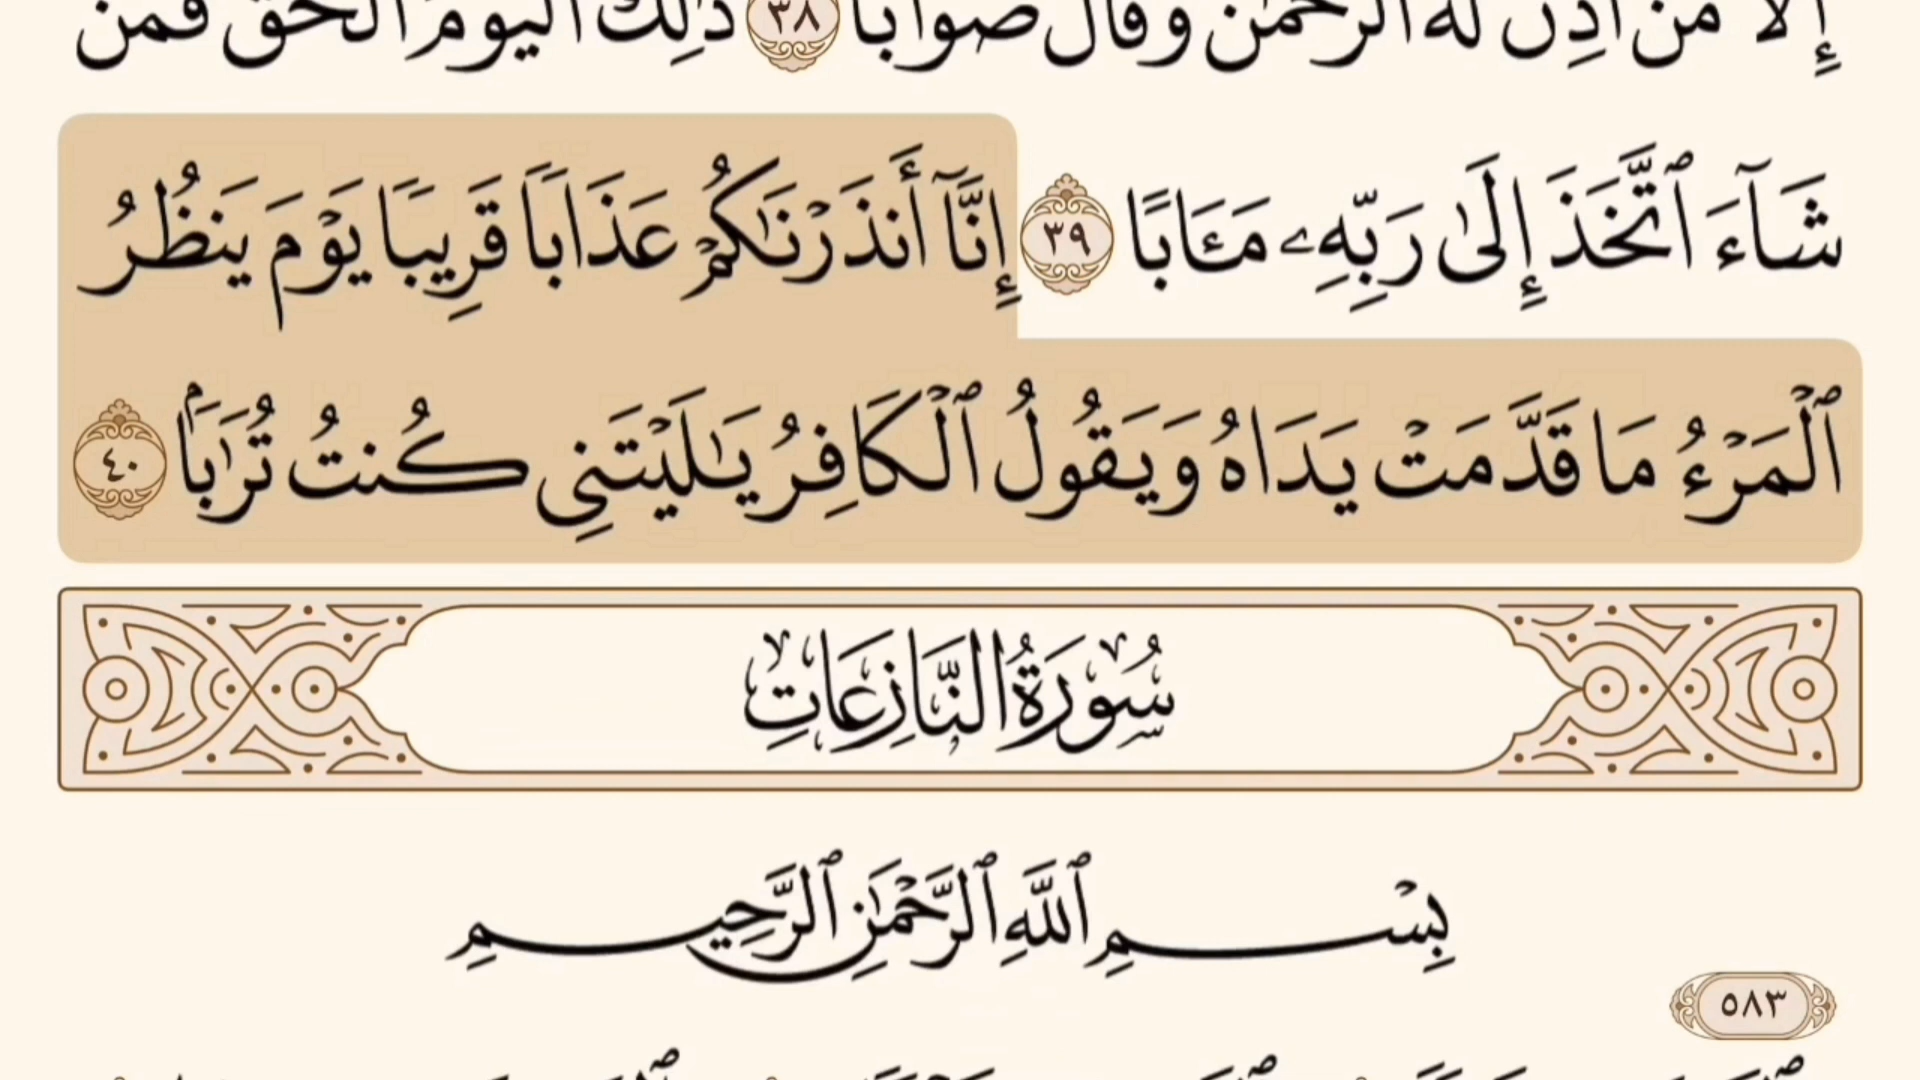 إِلَّا مَنْ أَذِنَ لَهُ ٱلرَّحْمَٰنُ وَقَالَ صَوَابًا ٣٨ ذَٰلِكَ ٱلْيَوْمُ ٱلْحَقُّ فَمَن
شَآءَ ٱتَّخَذَ إِلَىٰ رَبِّهِۦ مَـَٔابًا ٣٩ إِنَّآ أَنذَرْنَـٰكُمْ عَذَابًا قَرِيبًا يَوْمَ يَنظُرُ
ٱلْمَرْءُ مَا قَدَّمَتْ يَدَاهُ وَيَقُولُ ٱلْكَافِرُ يَـٰلَيْتَنِى كُنتُ تُرَٰبَۢا ٤٠
سُورَةُ النَّازِعَاتِ
بِسْمِ ٱللَّهِ ٱلرَّحْمَٰنِ ٱلرَّحِيمِ
٥٨٣